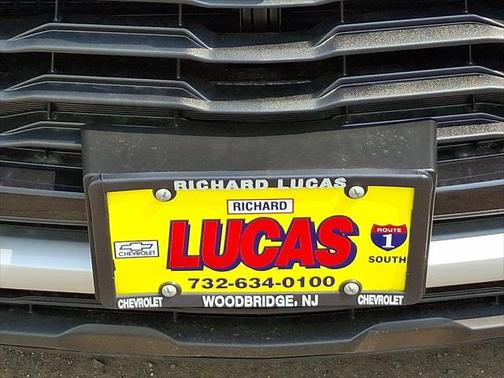 RICHARD LUCAS
RICHARD
LUCAS
CHEVROLET
ROUTE
1
SOUTH
732-634-0100
CHEVROLET
WOODBRIDGE, NJ
CHEVROLET